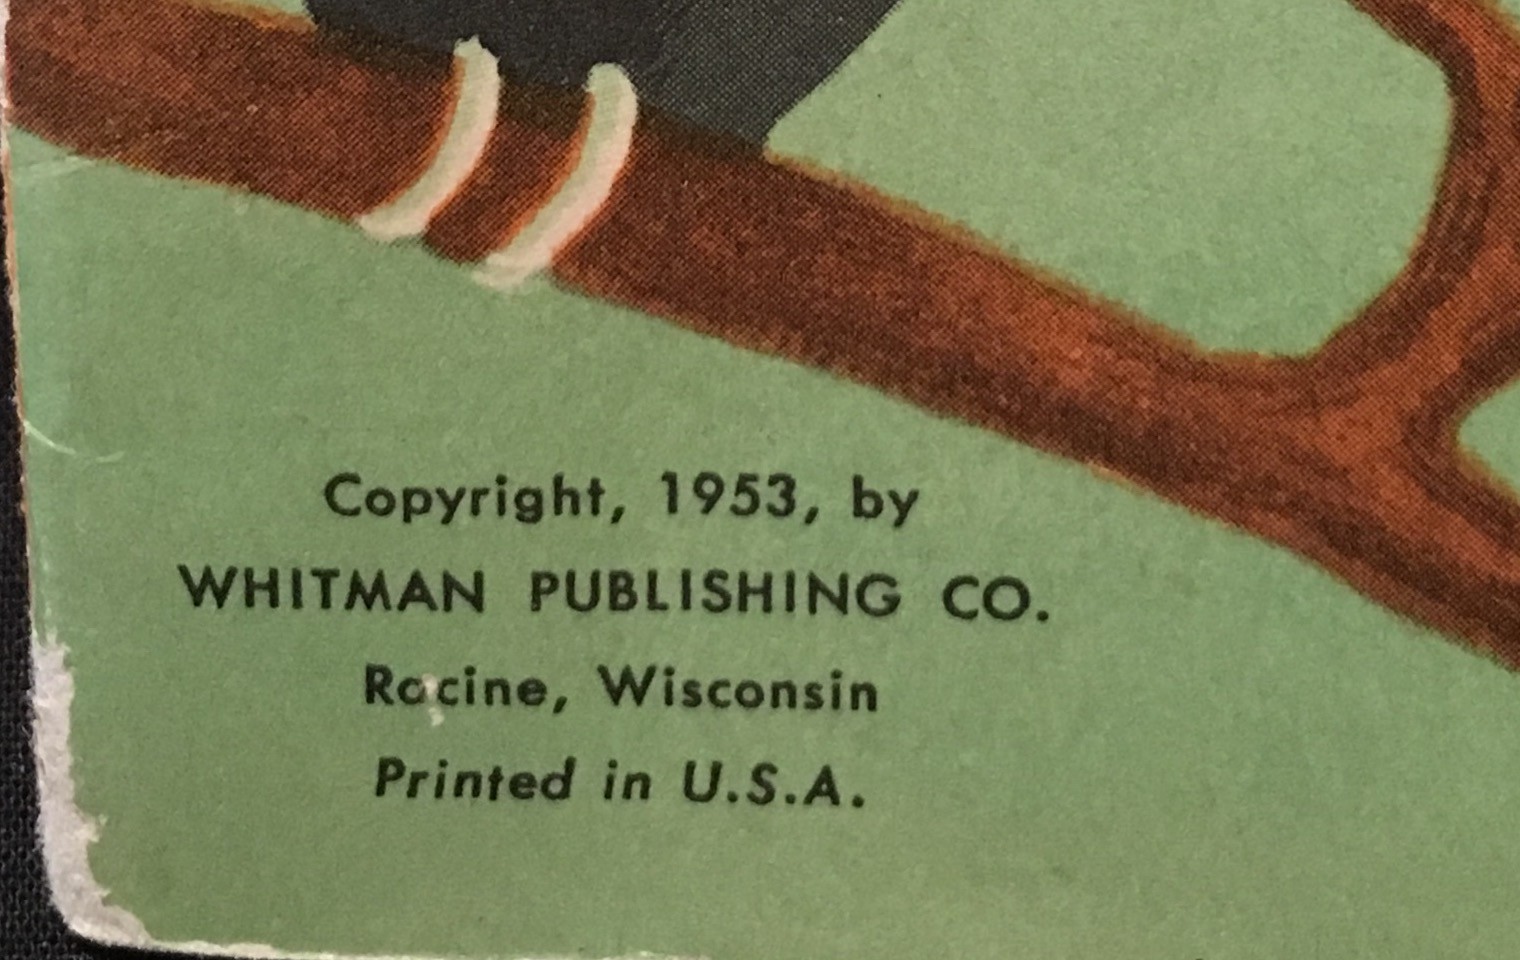 Copyright, 1953, by
WHITMAN PUBLISHING CO.
Racine, Wisconsin
Printed in U.S.A.